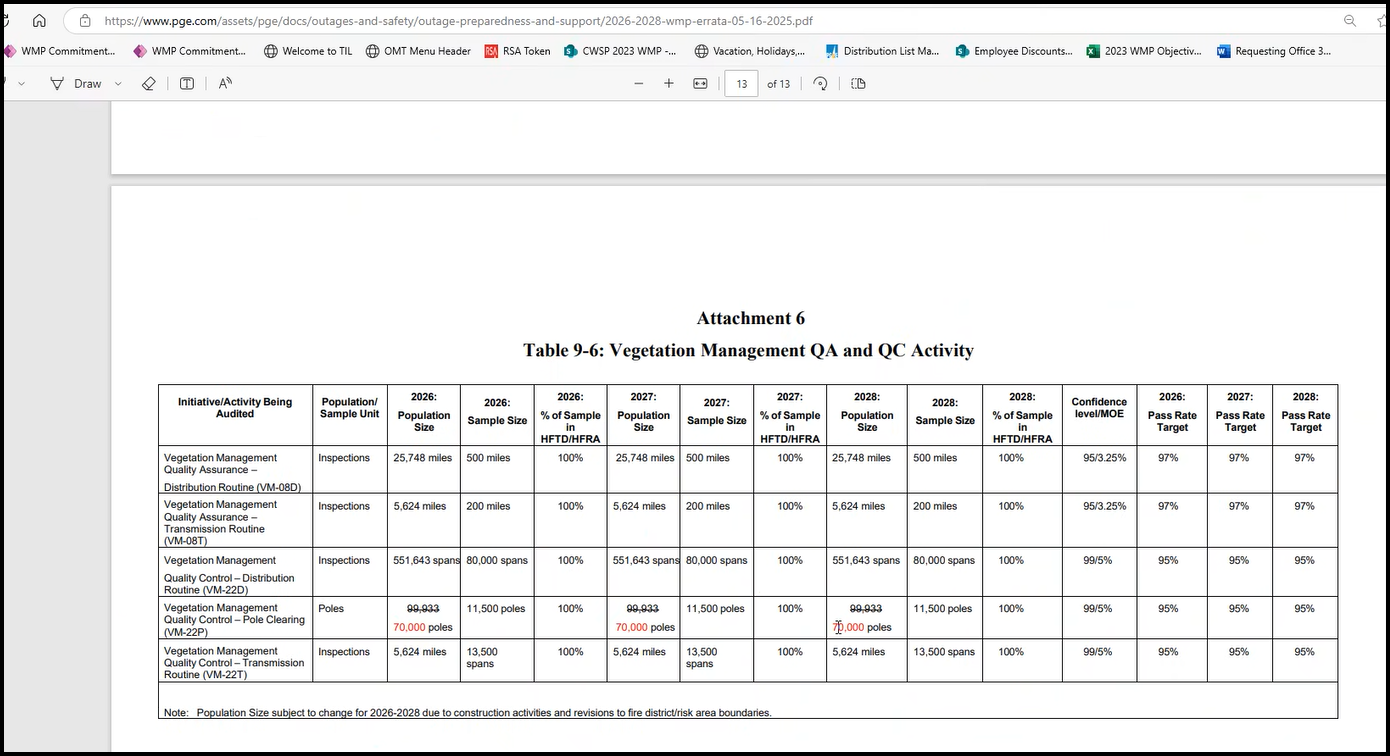 https://www.pge.com/assets/pge/docs/outages-and-safety/outage-preparedness-and-support/2026-2028-wmp-errata-05-16-2025.pdf
WMP Commitment... WMP Commitment... Welcome to TIL OMT Menu Header RSA RSA Token CWSP 2023 WMP -... Vacation, Holidays,... Distribution List Ma... Employee Discounts... 2023 WMP Objectiv... Requesting Office 3...
Draw 13 of 13
Attachment 6
Table 9-6: Vegetation Management QA and QC Activity
Initiative/Activity Being Audited
Population/ Sample Unit
2026: Population Size
2026: Sample Size
2026: % of Sample in HFTD/HFRA
2027: Population Size
2027: Sample Size
2027: % of Sample in HFTD/HFRA
2028: Population Size
2028: Sample Size
2028: % of Sample in HFTD/HFRA
Confidence level/MOE
2026: Pass Rate Target
2027: Pass Rate Target
2028: Pass Rate Target
Vegetation Management Quality Assurance – Distribution Routine (VM-08D) Inspections 25,748 miles 500 miles 100% 25,748 miles 500 miles 100% 25,748 miles 500 miles 100% 95/3.25% 97% 97% 97%
Vegetation Management Quality Assurance – Transmission Routine (VM-08T) Inspections 5,624 miles 200 miles 100% 5,624 miles 200 miles 100% 5,624 miles 200 miles 100% 95/3.25% 97% 97% 97%
Vegetation Management Quality Control – Distribution Routine (VM-22D) Inspections 551,643 spans 80,000 spans 100% 551,643 spans 80,000 spans 100% 551,643 spans 80,000 spans 100% 99/5% 95% 95% 95%
Vegetation Management Quality Control – Pole Clearing (VM-22P) Poles 99,933 70,000 poles 11,500 poles 100% 99,933 70,000 poles 11,500 poles 100% 99,933 70,000 poles 11,500 poles 100% 99/5% 95% 95% 95%
Vegetation Management Quality Control – Transmission Routine (VM-22T) Inspections 5,624 miles 13,500 spans 100% 5,624 miles 13,500 spans 100% 5,624 miles 13,500 spans 100% 99/5% 95% 95% 95%
Note: Population Size subject to change for 2026-2028 due to construction activities and revisions to fire district/risk area boundaries.